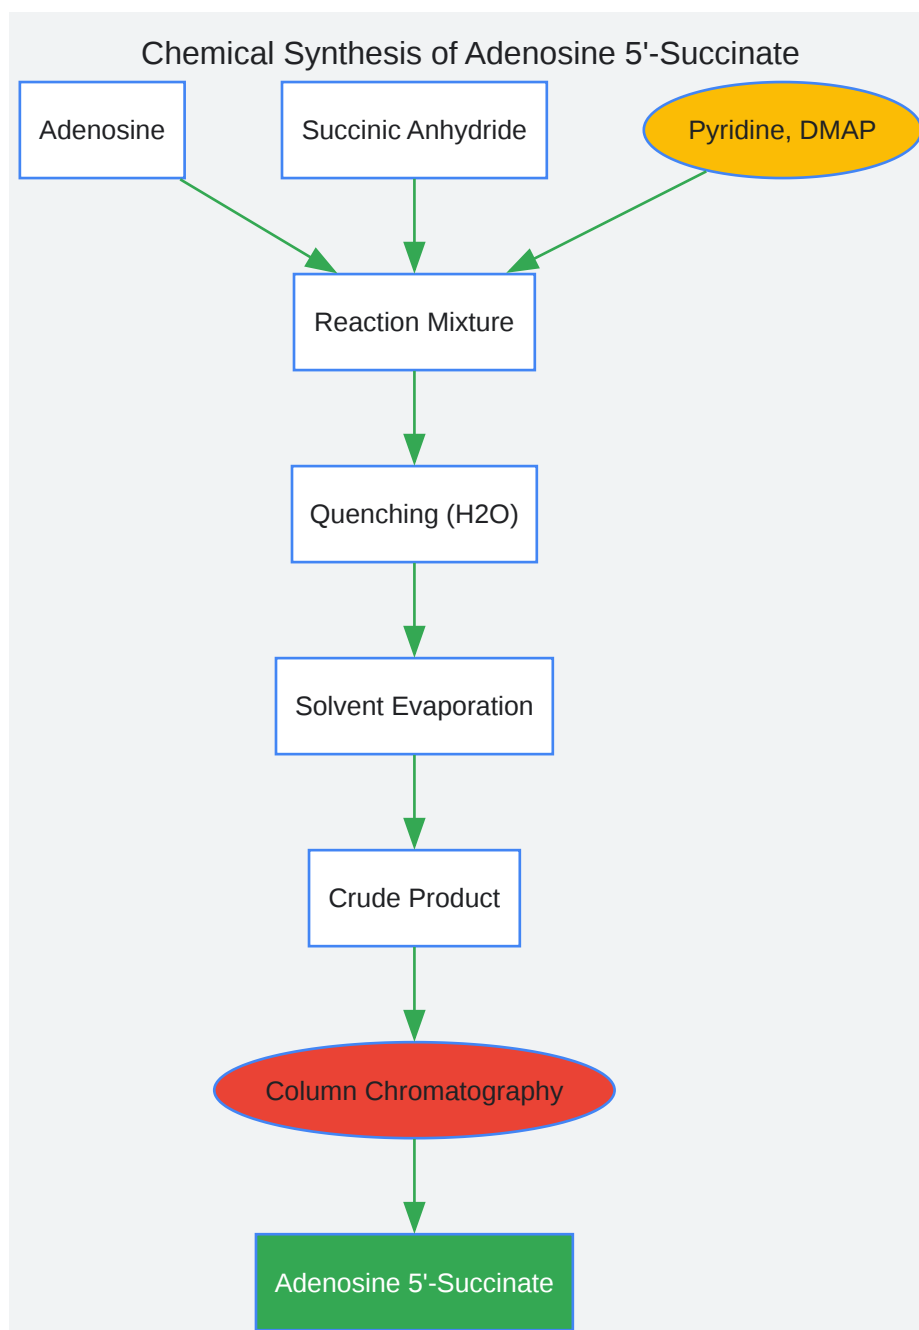 Chemical Synthesis of Adenosine 5'-Succinate
Adenosine
Succinic Anhydride
Pyridine, DMAP
Reaction Mixture
Quenching (H2O)
Solvent Evaporation
Crude Product
Column Chromatography
Adenosine 5'-Succinate